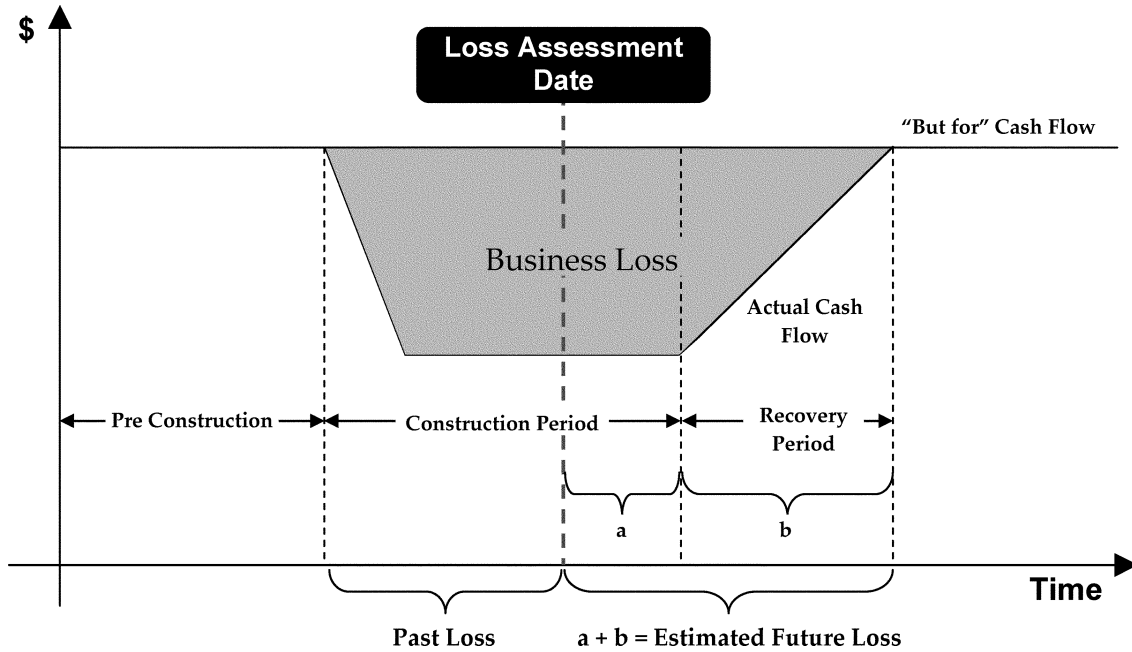 $
Loss Assessment
Date
“But for” Cash Flow
Business Loss
Actual Cash
Flow
Pre Construction
Construction Period
Recovery
Period
a
b
Time
Past Loss
a + b = Estimated Future Loss